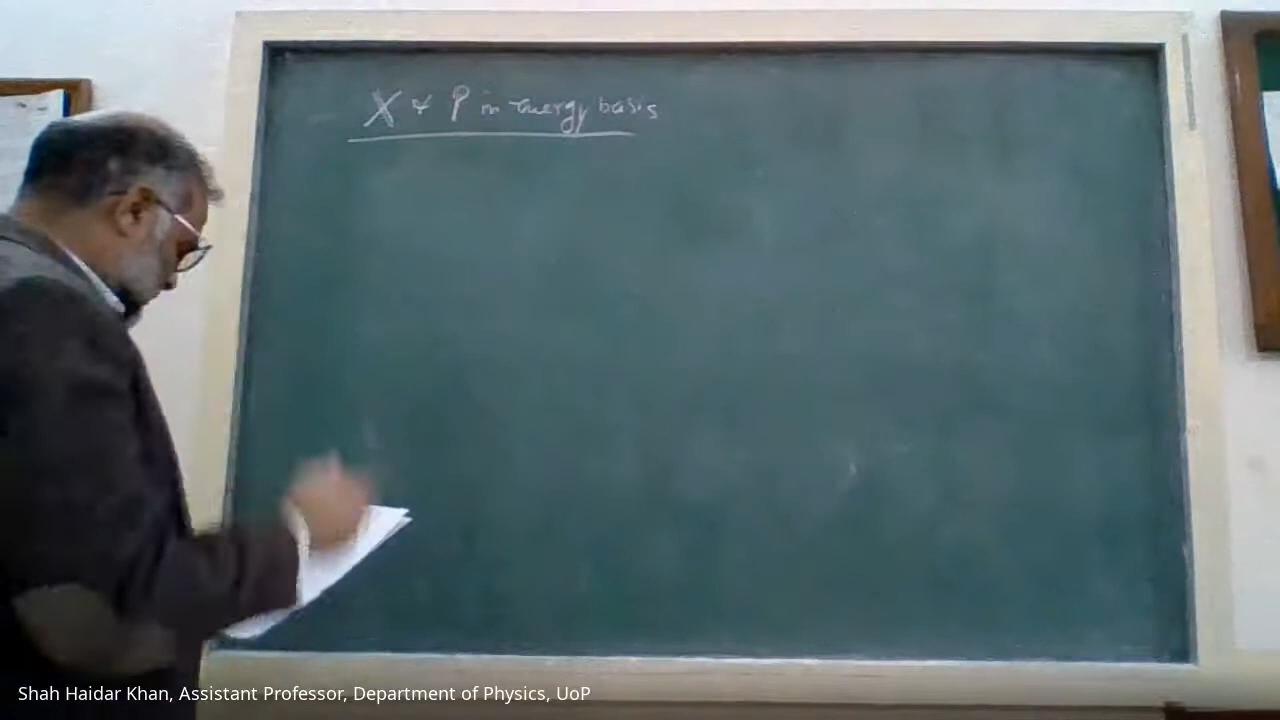 X & P in energy basis
Shah Haidar Khan, Assistant Professor, Department of Physics, UoP